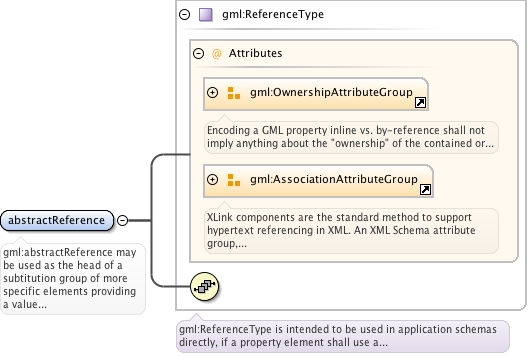 gml:ReferenceType
@ Attributes
gml:OwnershipAttributeGroup
Encoding a GML property inline vs. by-reference shall not
imply anything about the "ownership" of the contained or...
gml:AssociationAttributeGroup
XLink components are the standard method to support
hypertext referencing in XML. An XML Schema attribute
group,...
abstractReference
gml:abstractReference may
be used as the head of a
subtitution group of more
specific elements providing
a value...
gml:ReferenceType is intended to be used in application schemas
directly, if a property element shall use a...